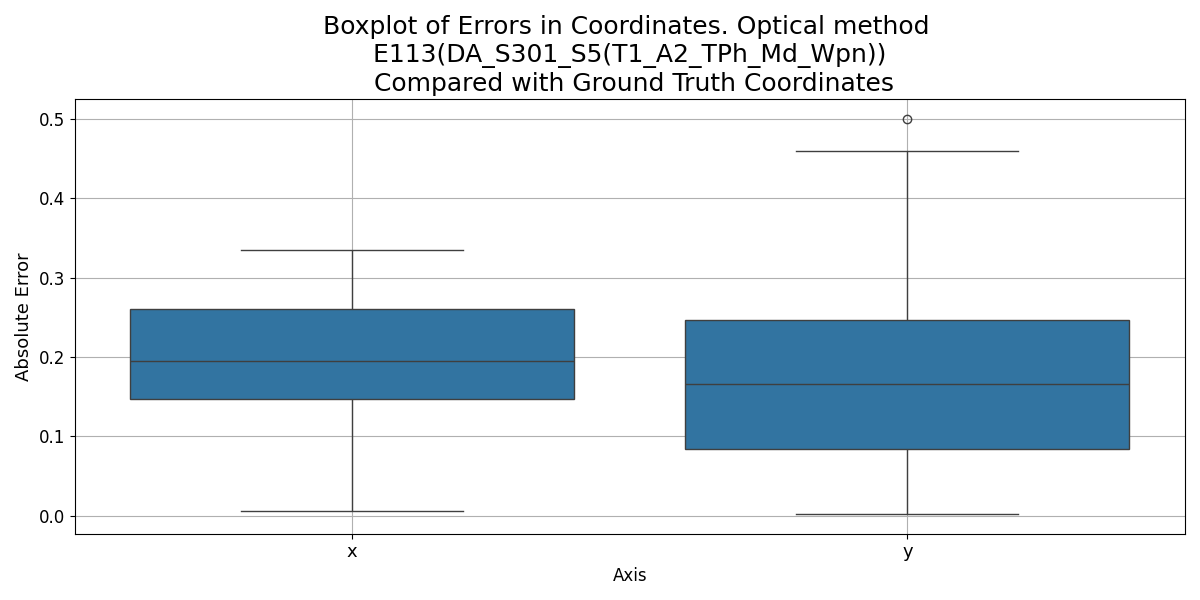 Boxplot of Errors in Coordinates. Optical method
E113(DA_S301_S5(T1_A2_TPh_Md_Wpn))
Compared with Ground Truth Coordinates
0.5
0.4
0.3
0.2
0.1
0.0
Absolute Error
x
y
Axis